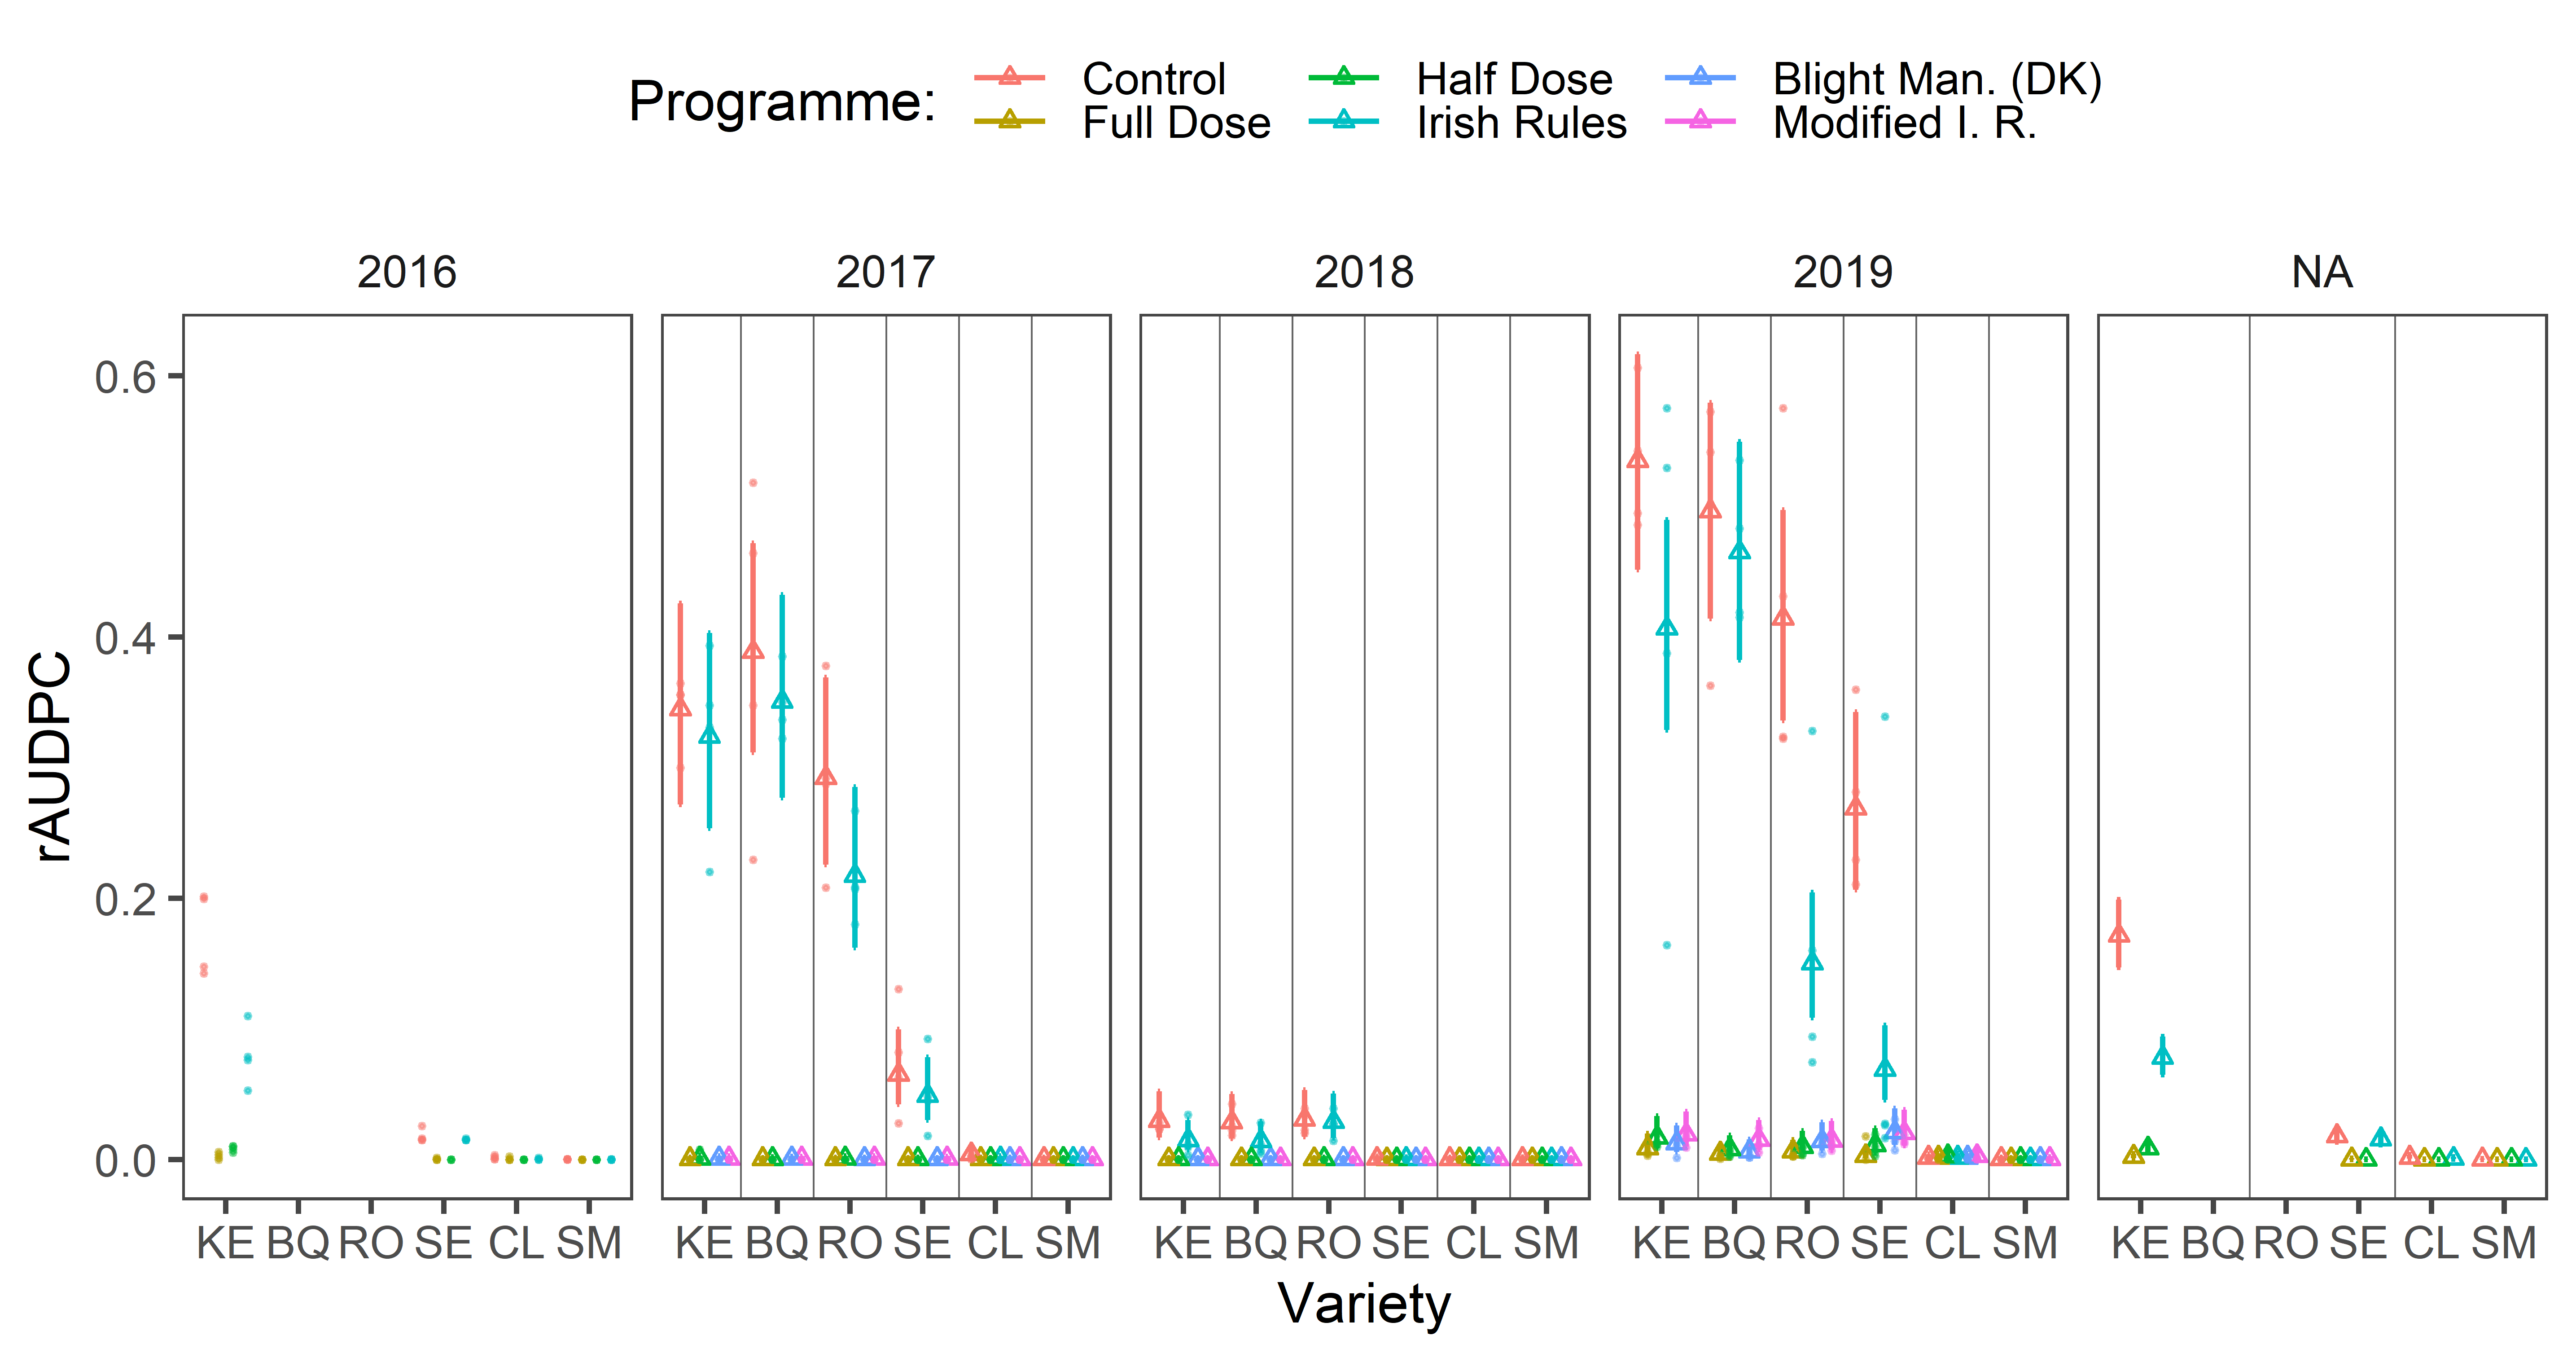 Programme: Control Half Dose Blight Man. (DK)
Full Dose Irish Rules Modified I. R.
2016 2017 2018 2019 NA
rAUDPC
0.6
0.4
0.2
0.0
KE BQ RO SE CL SM KE BQ RO SE CL SM KE BQ RO SE CL SM KE BQ RO SE CL SM KE BQ RO SE CL SM
Variety